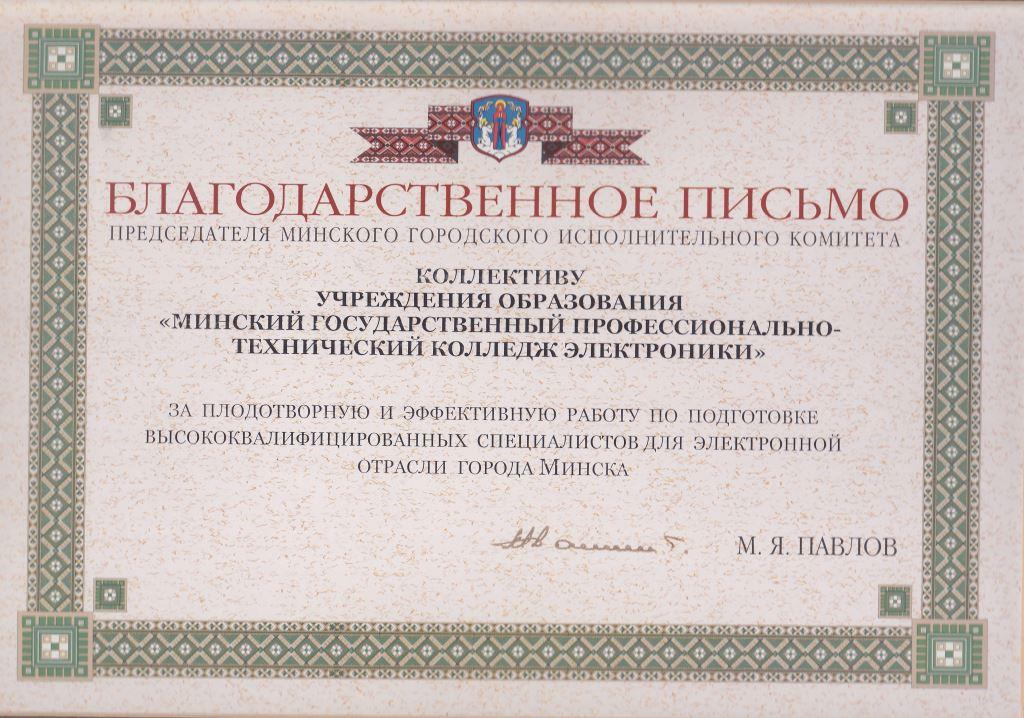 БЛАГОДАРСТВЕННОЕ ПИСЬМО
ПРЕДСЕДАТЕЛЯ МИНСКОГО ГОРОДСКОГО ИСПОЛНИТЕЛЬНОГО КОМИТЕТА
КОЛЛЕКТИВУ
УЧРЕЖДЕНИЯ ОБРАЗОВАНИЯ
«МИНСКИЙ ГОСУДАРСТВЕННЫЙ ПРОФЕССИОНАЛЬНО-
ТЕХНИЧЕСКИЙ КОЛЛЕДЖ ЭЛЕКТРОНИКИ»
ЗА ПЛОДОТВОРНУЮ И ЭФФЕКТИВНУЮ РАБОТУ ПО ПОДГОТОВКЕ
ВЫСОКОКВАЛИФИЦИРОВАННЫХ СПЕЦИАЛИСТОВ ДЛЯ ЭЛЕКТРОННОЙ
ОТРАСЛИ ГОРОДА МИНСКА
М. Я. ПАВЛОВ